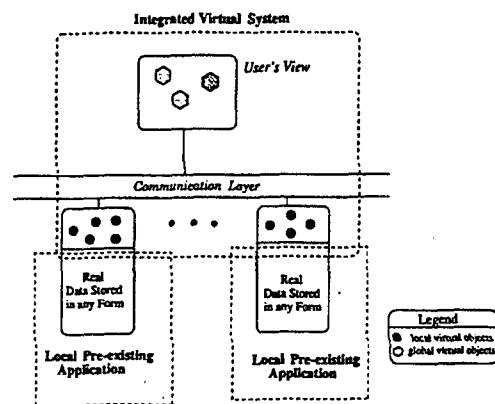 Integrated Virtual System
User's View
Communication Layer
Real
Data Stored
in any Form
Real
Data Stored
in any Form
Local Pre-existing
Application
Local Pre-existing
Application
Legend
local virtual objects
global virtual objects